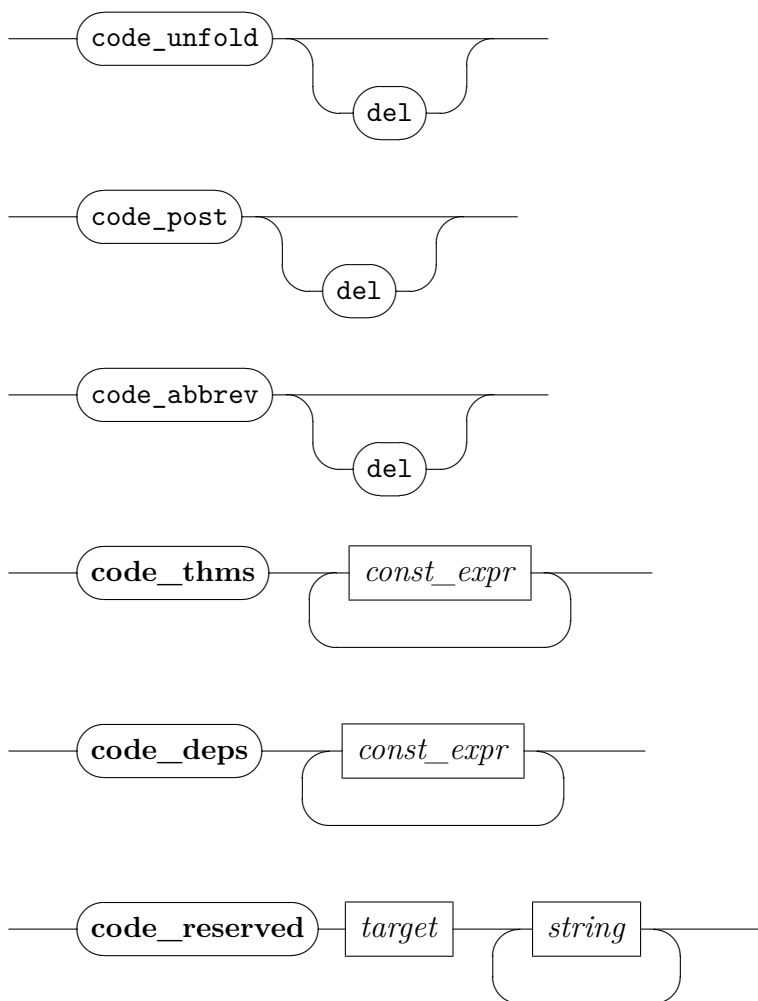 code_unfold
del
code_post
del
code_abbrev
del
code_thms const_expr
code_deps const_expr
code_reserved target string